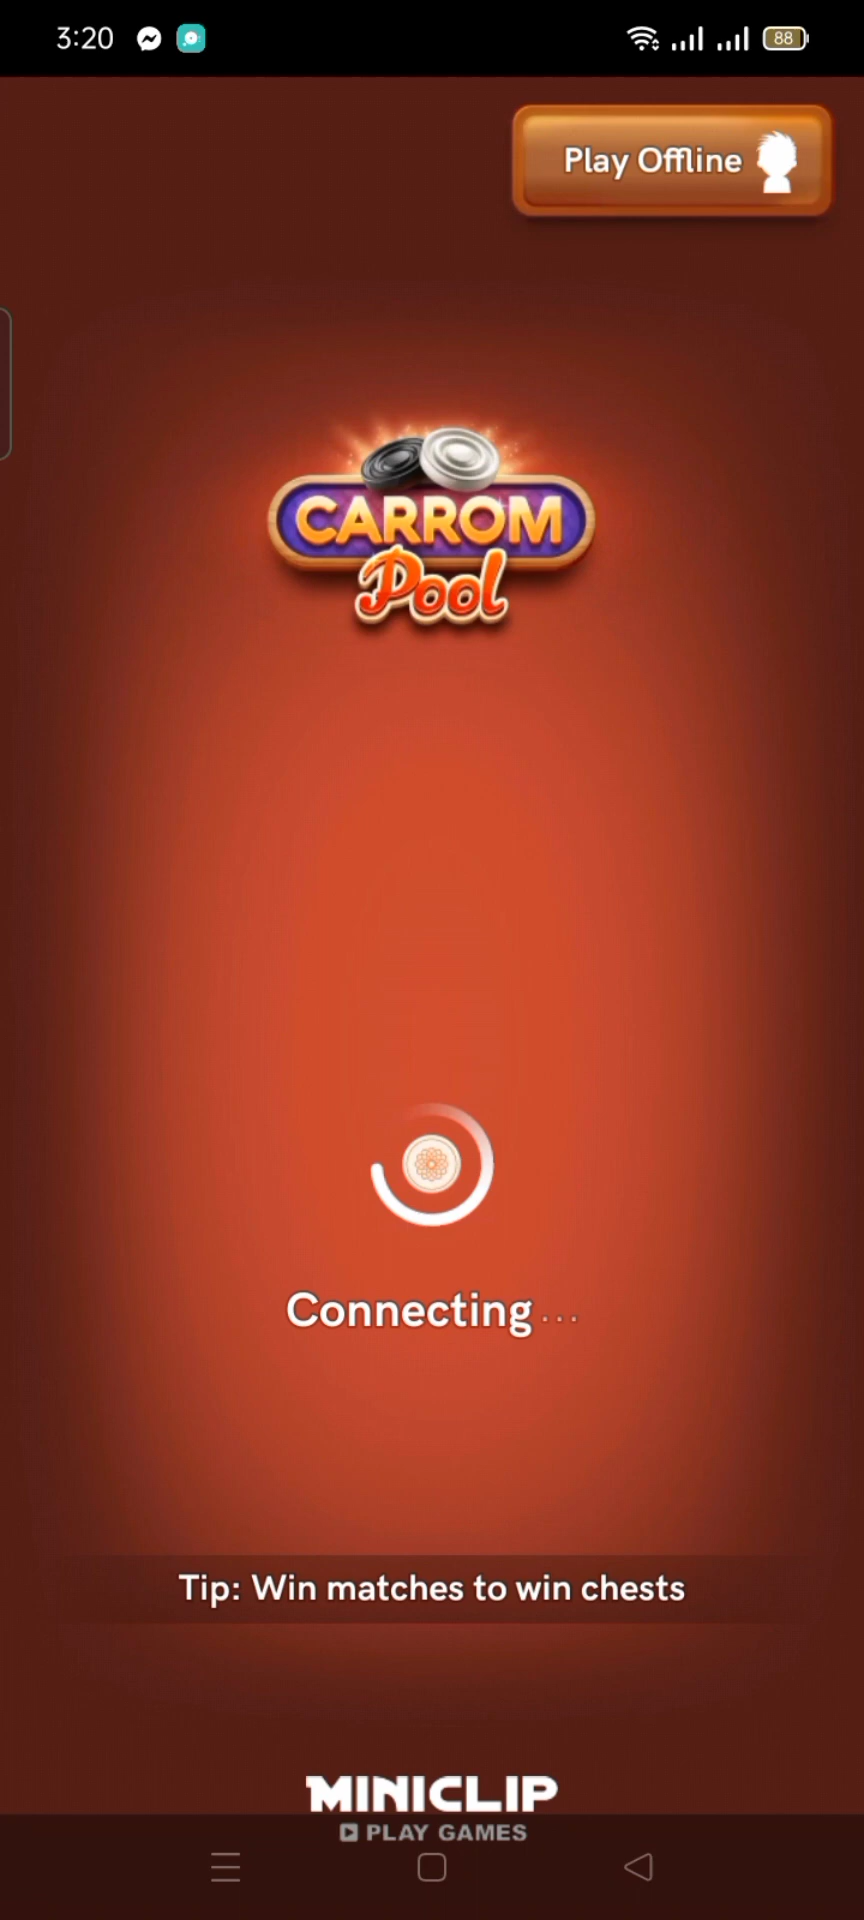 3:20
88
Play Offline
CARROM
Pool
Connecting...
Tip: Win matches to win chests
MINICLIP
PLAY GAMES